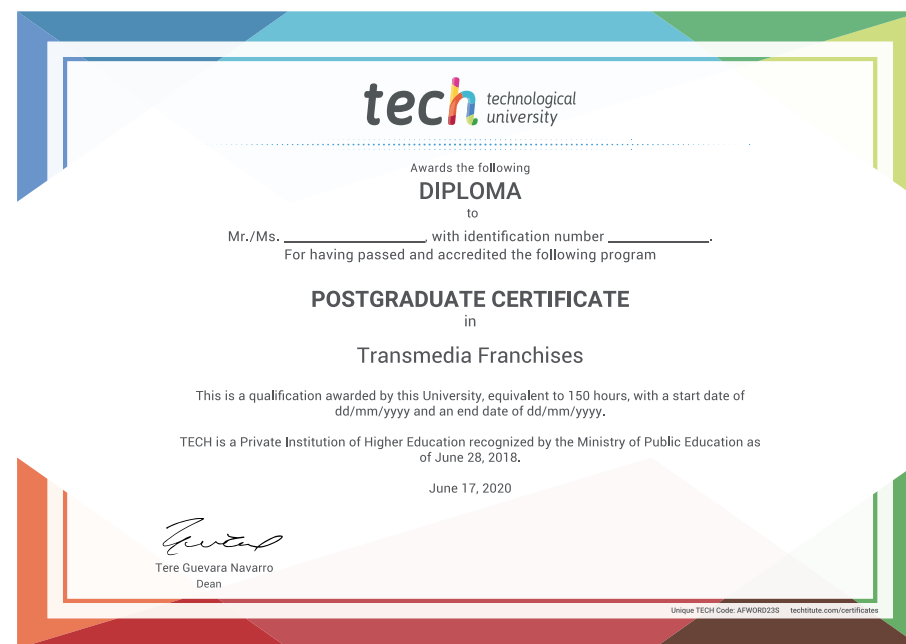 tech technological
university
Awards the following
DIPLOMA
to
Mr./Ms. ____________________, with identification number ______________.
For having passed and accredited the following program
POSTGRADUATE CERTIFICATE
in
Transmedia Franchises
This is a qualification awarded by this University, equivalent to 150 hours, with a start date of
dd/mm/yyyy and an end date of dd/mm/yyyy.
TECH is a Private Institution of Higher Education recognized by the Ministry of Public Education as
of June 28, 2018.
June 17, 2020
Tere Guevara Navarro
Dean
Unique TECH Code: AFWORD23S techtitute.com/certificates